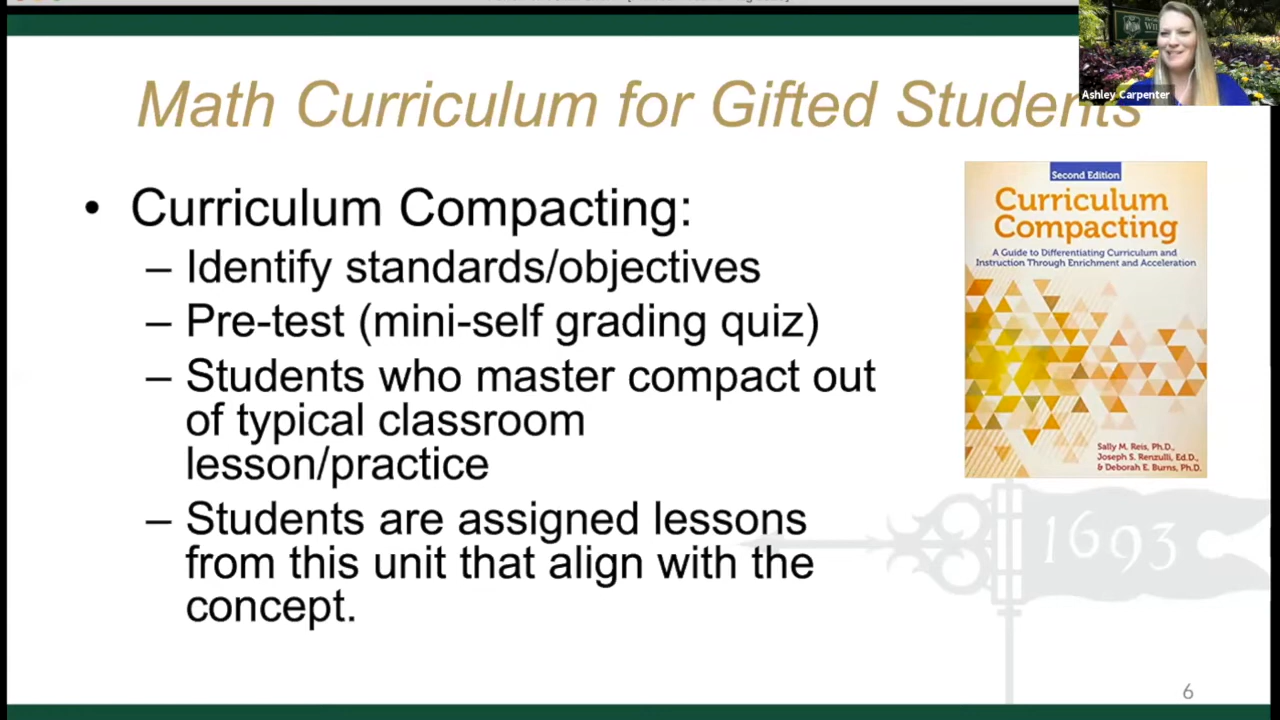 Math Curriculum for Gifted Students
Ashley Carpenter
• Curriculum Compacting:
– Identify standards/objectives
– Pre-test (mini-self grading quiz)
– Students who master compact out
of typical classroom
lesson/practice
– Students are assigned lessons
from this unit that align with the
concept.
Second Edition
Curriculum
Compacting
A Guide to Differentiating Curriculum and
Instruction Through Enrichment and Acceleration
Sally M. Reis, Ph.D.,
Joseph S. Renzulli, Ed.D.,
& Deborah E. Burns, Ph.D.
1693
6